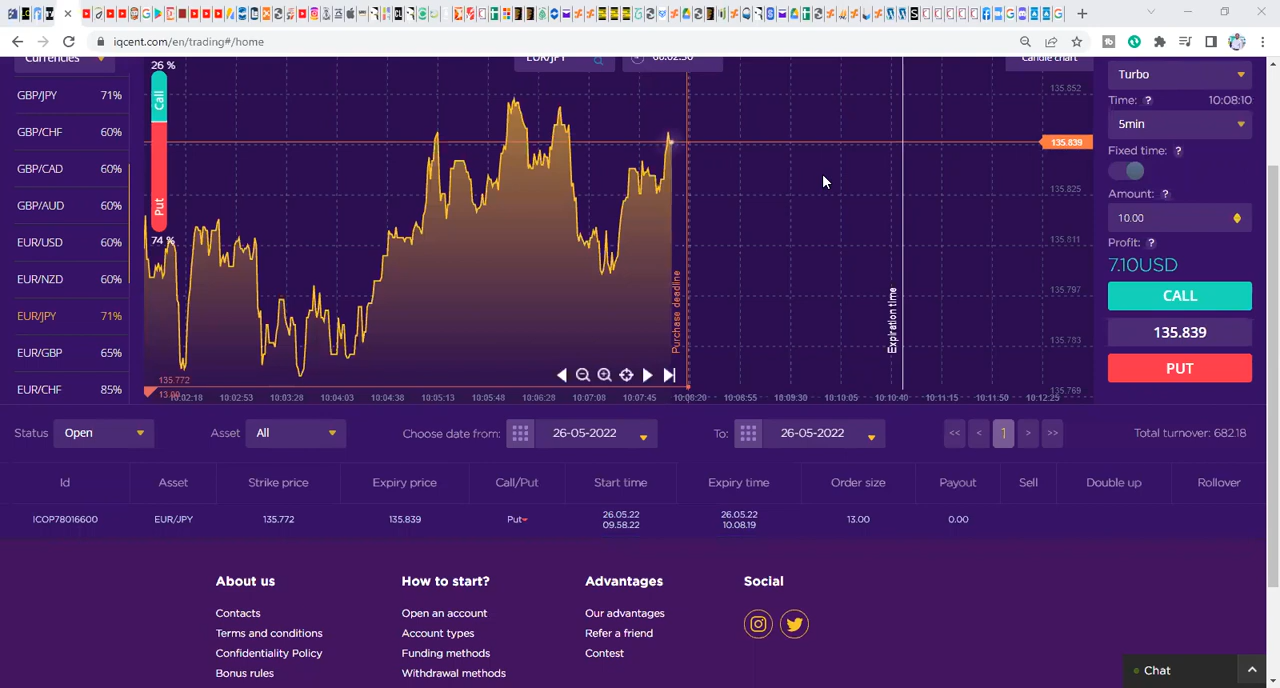 iqcent.com/en/trading#/home
Currencies
26 %
EUR/JPY
00:02:30
Candle chart
Turbo
Call
Put
74 %
GBP/JPY 71%
GBP/CHF 60%
GBP/CAD 60%
GBP/AUD 60%
EUR/USD 60%
EUR/NZD 60%
EUR/JPY 71%
EUR/GBP 65%
EUR/CHF 85%
135.852
135.839
135.825
135.811
135.797
135.783
135.769
Purchase deadline
Expiration time
135.772
13.00
10:02:18 10:02:53 10:03:28 10:04:03 10:04:38 10:05:13 10:05:48 10:06:28 10:07:08 10:07:45 10:08:20 10:08:55 10:09:30 10:10:05 10:10:40 10:11:15 10:11:50 10:12:25
Time: ? 10:08:10
5min
Fixed time: ?
Amount: ?
10.00
Profit: ?
7.10USD
CALL
135.839
PUT
Status Open Asset All Choose date from: 26-05-2022 To: 26-05-2022 << < 1 > >> Total turnover: 682.18
Id Asset Strike price Expiry price Call/Put Start time Expiry time Order size Payout Sell Double up Rollover
ICOP78016600 EUR/JPY 135.772 135.839 Put 26.05.22 09.58.22 26.05.22 10.08.19 13.00 0.00
About us
Contacts
Terms and conditions
Confidentiality Policy
Bonus rules
How to start?
Open an account
Account types
Funding methods
Withdrawal methods
Advantages
Our advantages
Refer a friend
Contest
Social
Chat